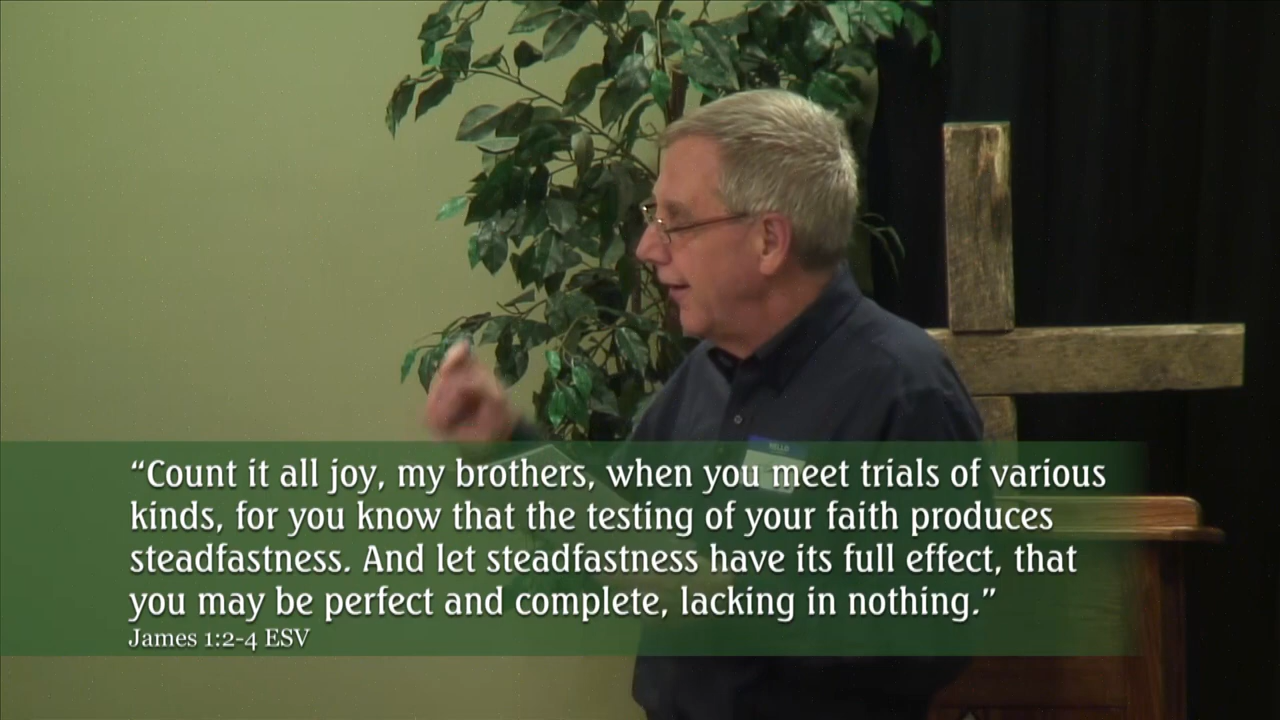 HELLO
“Count it all joy, my brothers, when you meet trials of various
kinds, for you know that the testing of your faith produces
steadfastness. And let steadfastness have its full effect, that
you may be perfect and complete, lacking in nothing.”
James 1:2-4 ESV